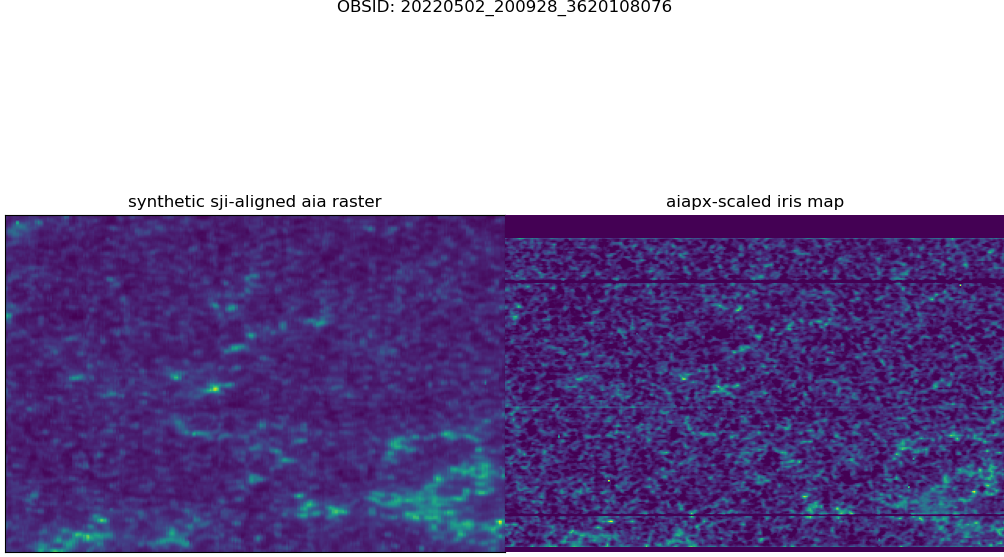 OBSID: 20220502_200928_3620108076
synthetic sji-aligned aia raster
aiapx-scaled iris map